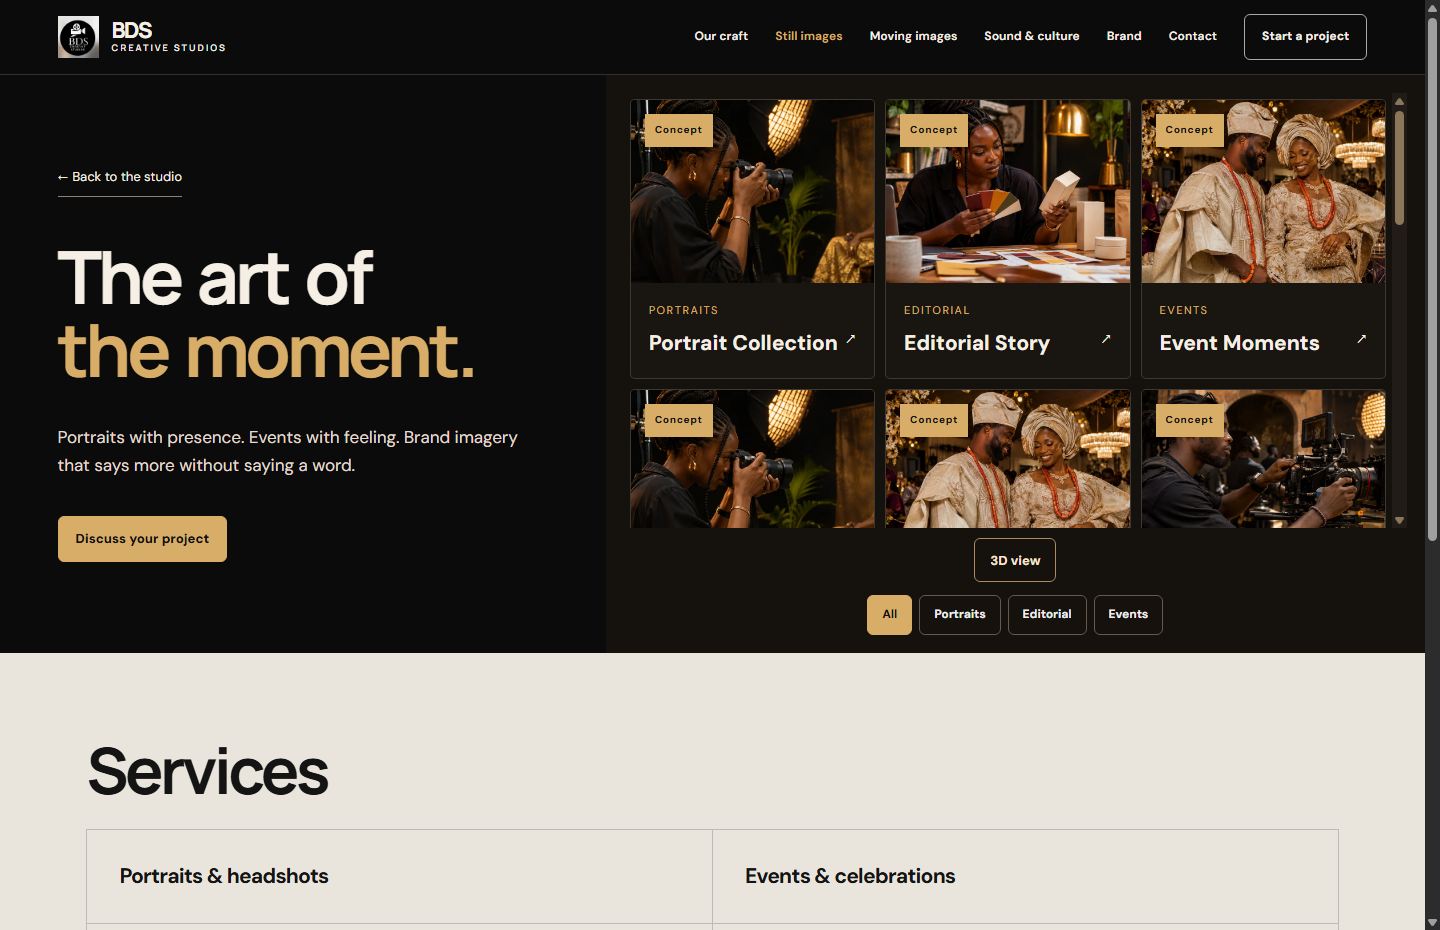 BDS
BDS
CREATIVE STUDIOS
Our craft
Still images
Moving images
Sound & culture
Brand
Contact
Start a project
← Back to the studio
The art of
the moment.
Portraits with presence. Events with feeling. Brand imagery
that says more without saying a word.
Discuss your project
Concept
PORTRAITS
Portrait Collection ↗
Concept
EDITORIAL
Editorial Story ↗
Concept
EVENTS
Event Moments ↗
Concept
Concept
Concept
3D view
All
Portraits
Editorial
Events
Services
Portraits & headshots
Events & celebrations